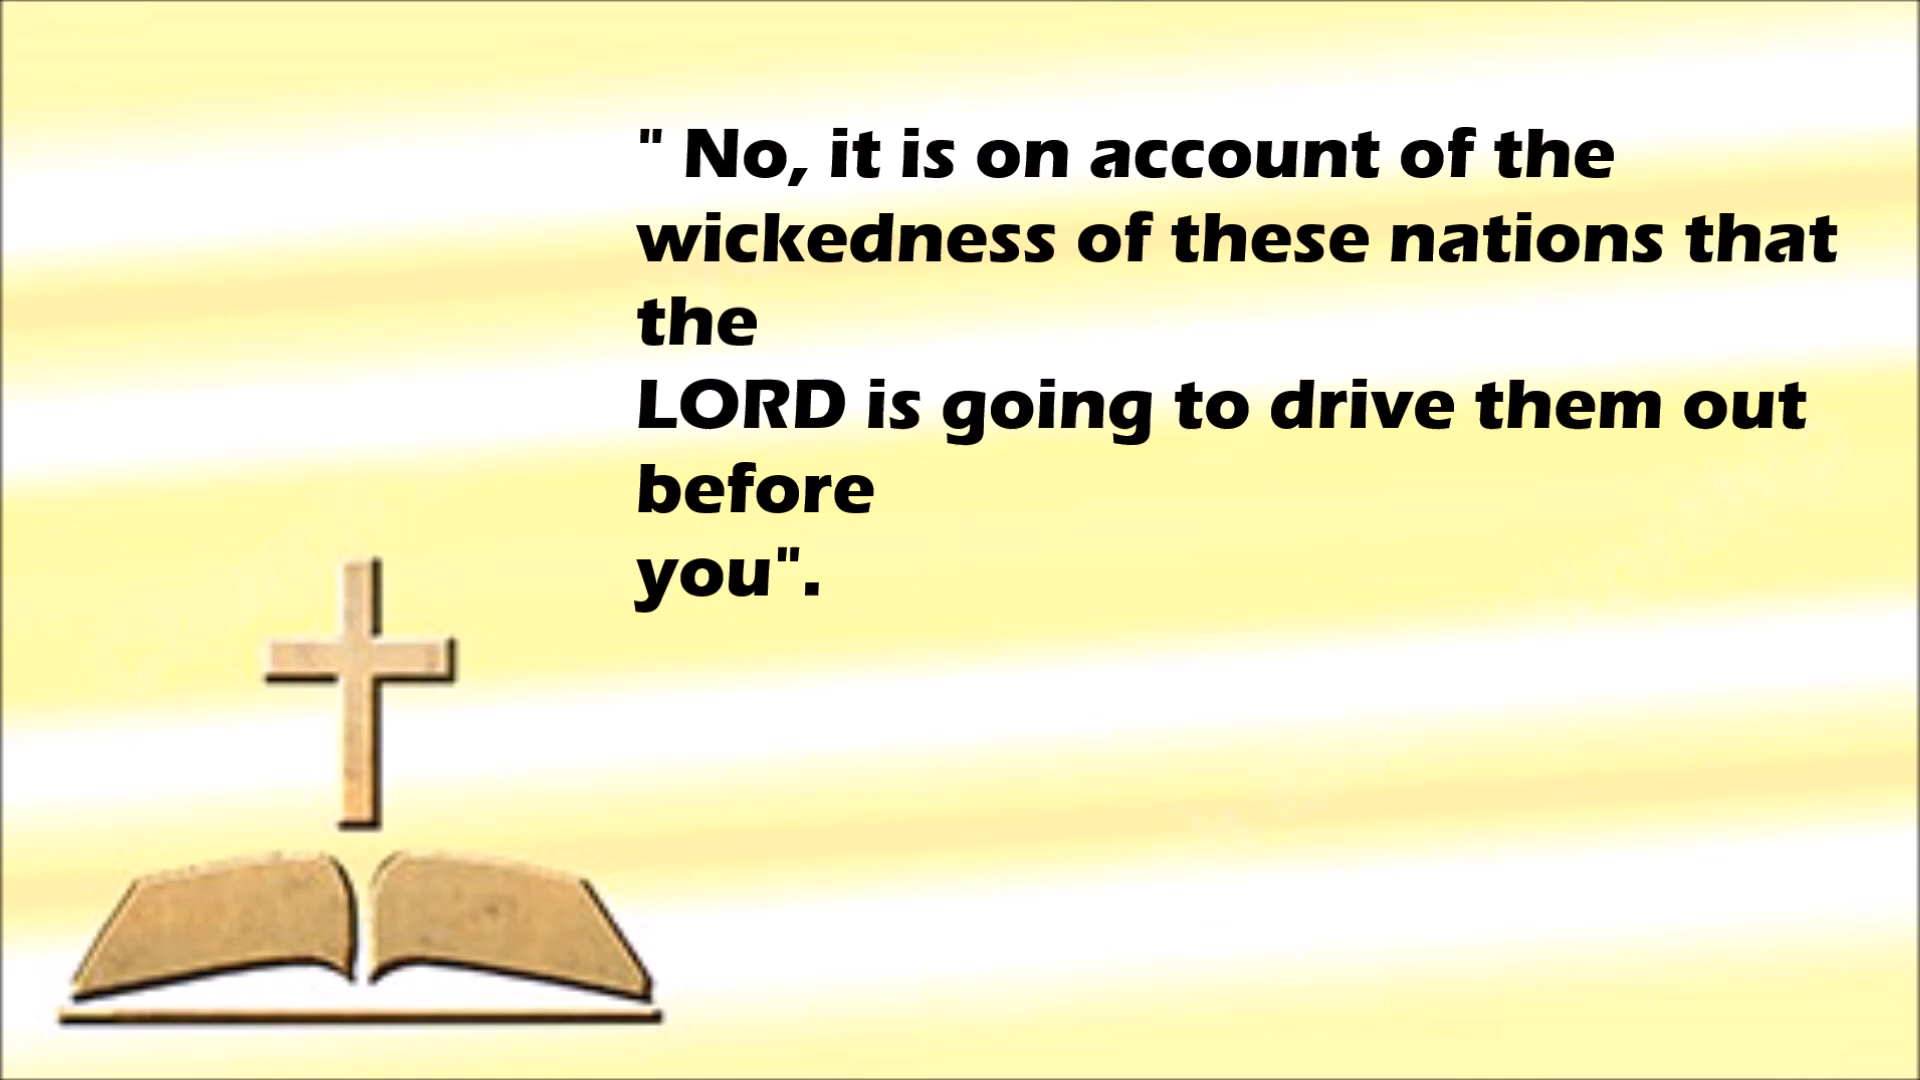 " No, it is on account of the
wickedness of these nations that
the
LORD is going to drive them out
before
you".